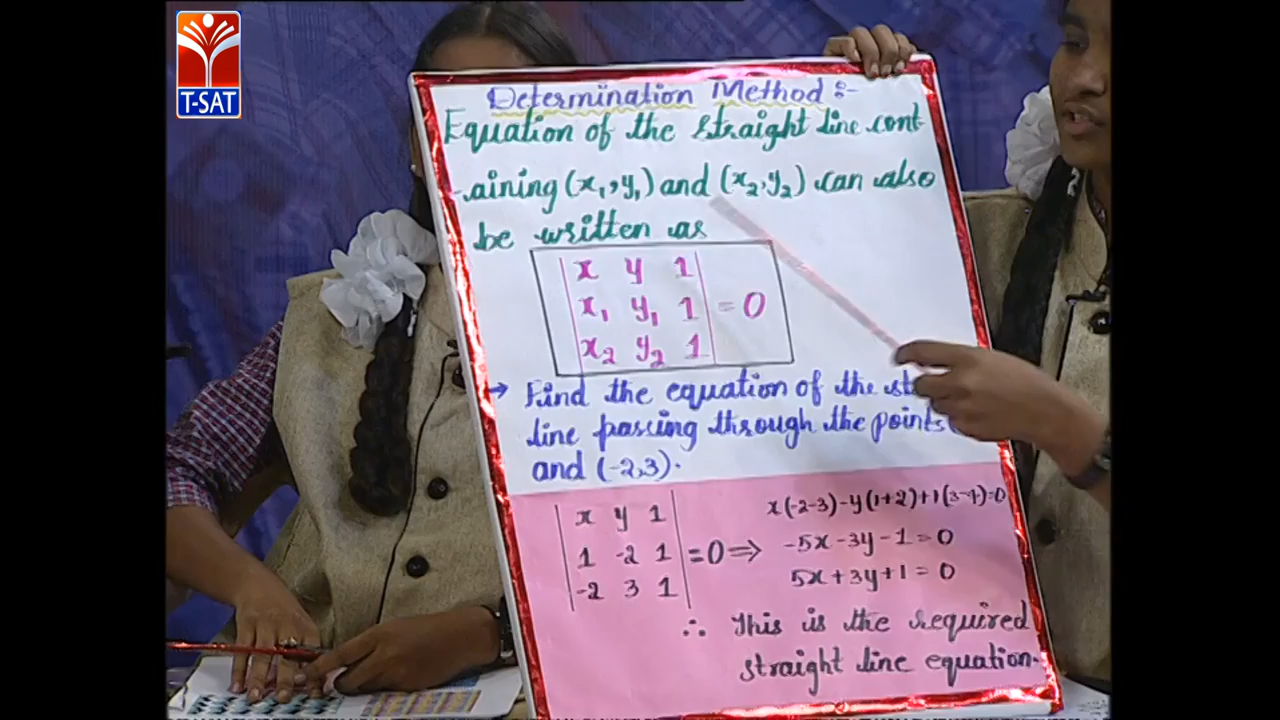 T-SAT
Determination Method :-
Equation of the straight line cont
-aining (x₁, y₁) and (x₂, y₂) can also
be written as
| x y 1 |
| x₁ y₁ 1 | = 0
| x₂ y₂ 1 |
→ Find the equation of the
line passing through the points
and (-2,3).
| x y 1 |
| 1 -2 1 | = 0 ⇒
| -2 3 1 |
x(-2-3)-y(1+2)+1(3-4)=0
-5x-3y-1=0
5x+3y+1=0
∴ This is the required
straight line equation.